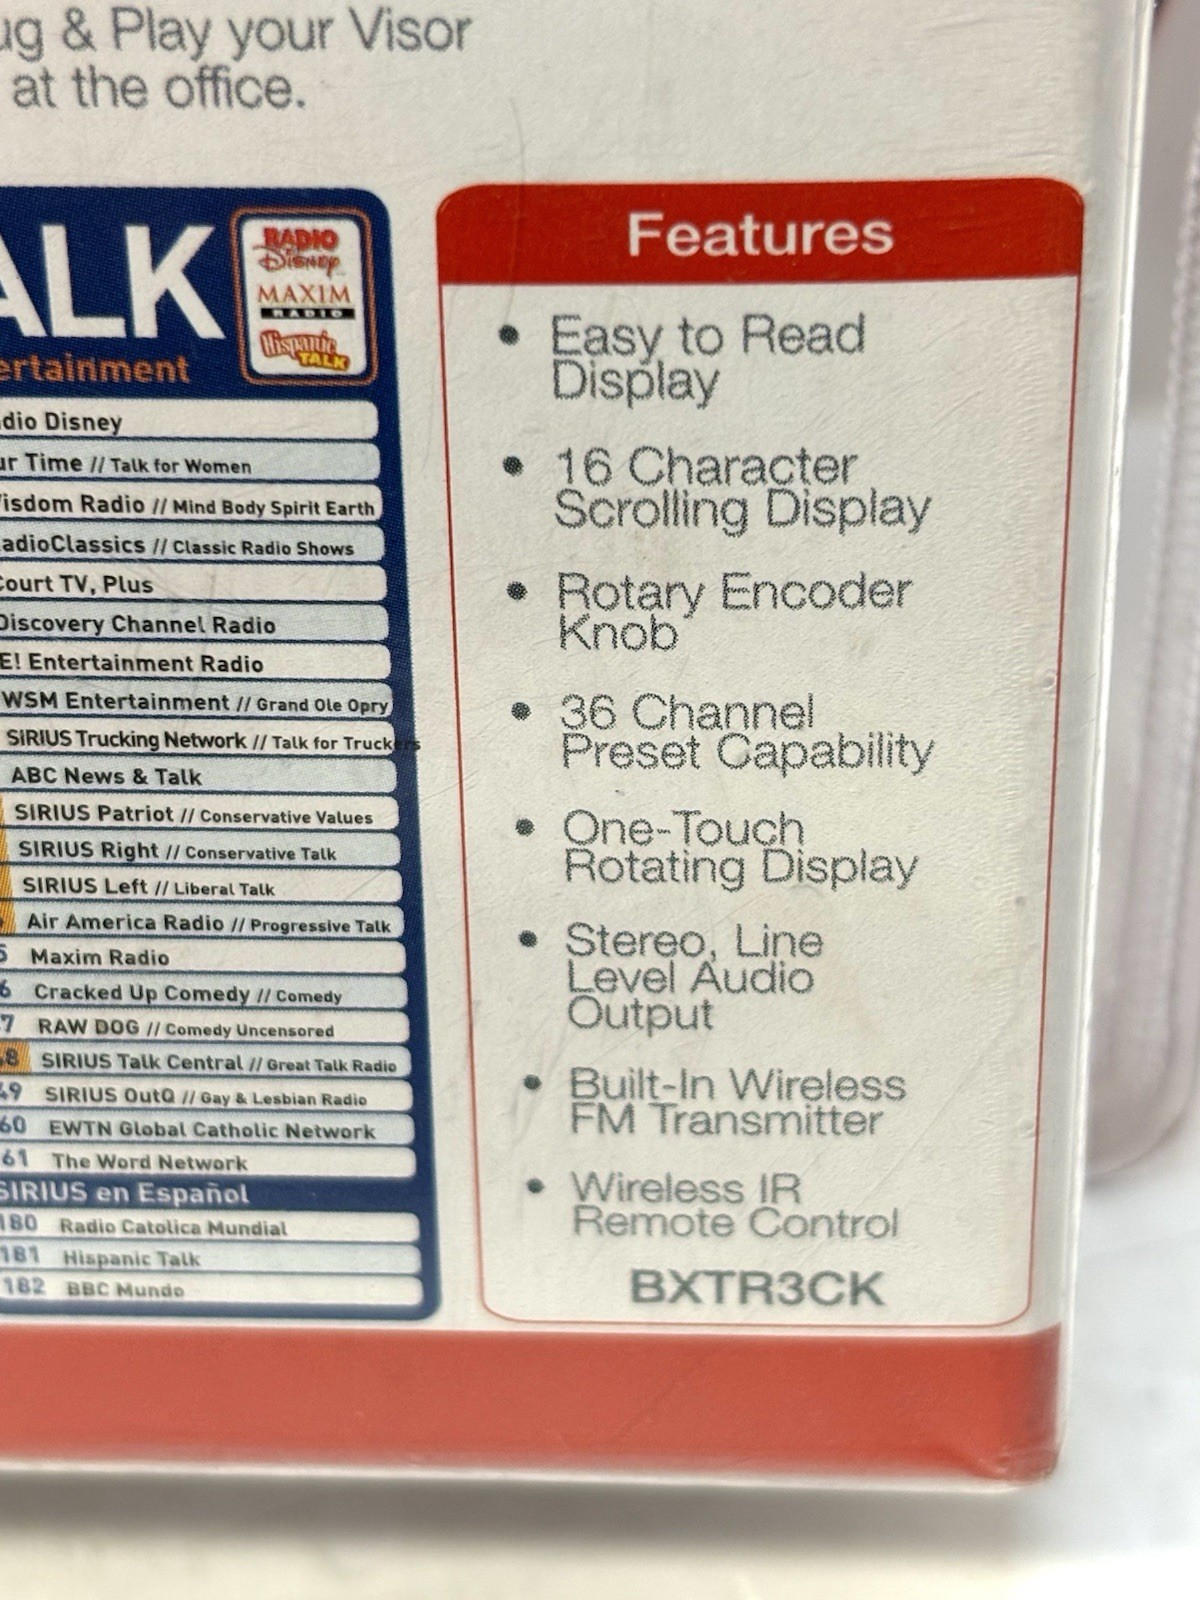 & Play your Visor
at the office.
RADIO
DISNEY
MAXIM
RADIO
Hispanic
TALK
Disney
Time // Talk for Women
Radio // Mind Body Spirit Earth
// Classic Radio Shows
TV, Plus
Discovery Channel Radio
E! Entertainment Radio
WSM Entertainment // Grand Ole Opry
SIRIUS Trucking Network // Talk for Truckers
ABC News & Talk
SIRIUS Patriot // Conservative Values
SIRIUS Right // Conservative Talk
SIRIUS Left // Liberal Talk
Air America Radio // Progressive Talk
Maxim Radio
Cracked Up Comedy // Comedy
RAW DOG // Comedy Uncensored
SIRIUS Talk Central // Great Talk Radio
SIRIUS OutQ // Gay & Lesbian Radio
60 EWTN Global Catholic Network
161 The Word Network
SIRIUS en Español
180 Radio Catolica Mundial
181 Hispanic Talk
182 BBC Mundo
Features
• Easy to Read
Display
• 16 Character
Scrolling Display
• Rotary Encoder
Knob
• 36 Channel
Preset Capability
• One-Touch
Rotating Display
• Stereo, Line
Level Audio
Output
• Built-In Wireless
FM Transmitter
• Wireless IR
Remote Control
BXTR3CK